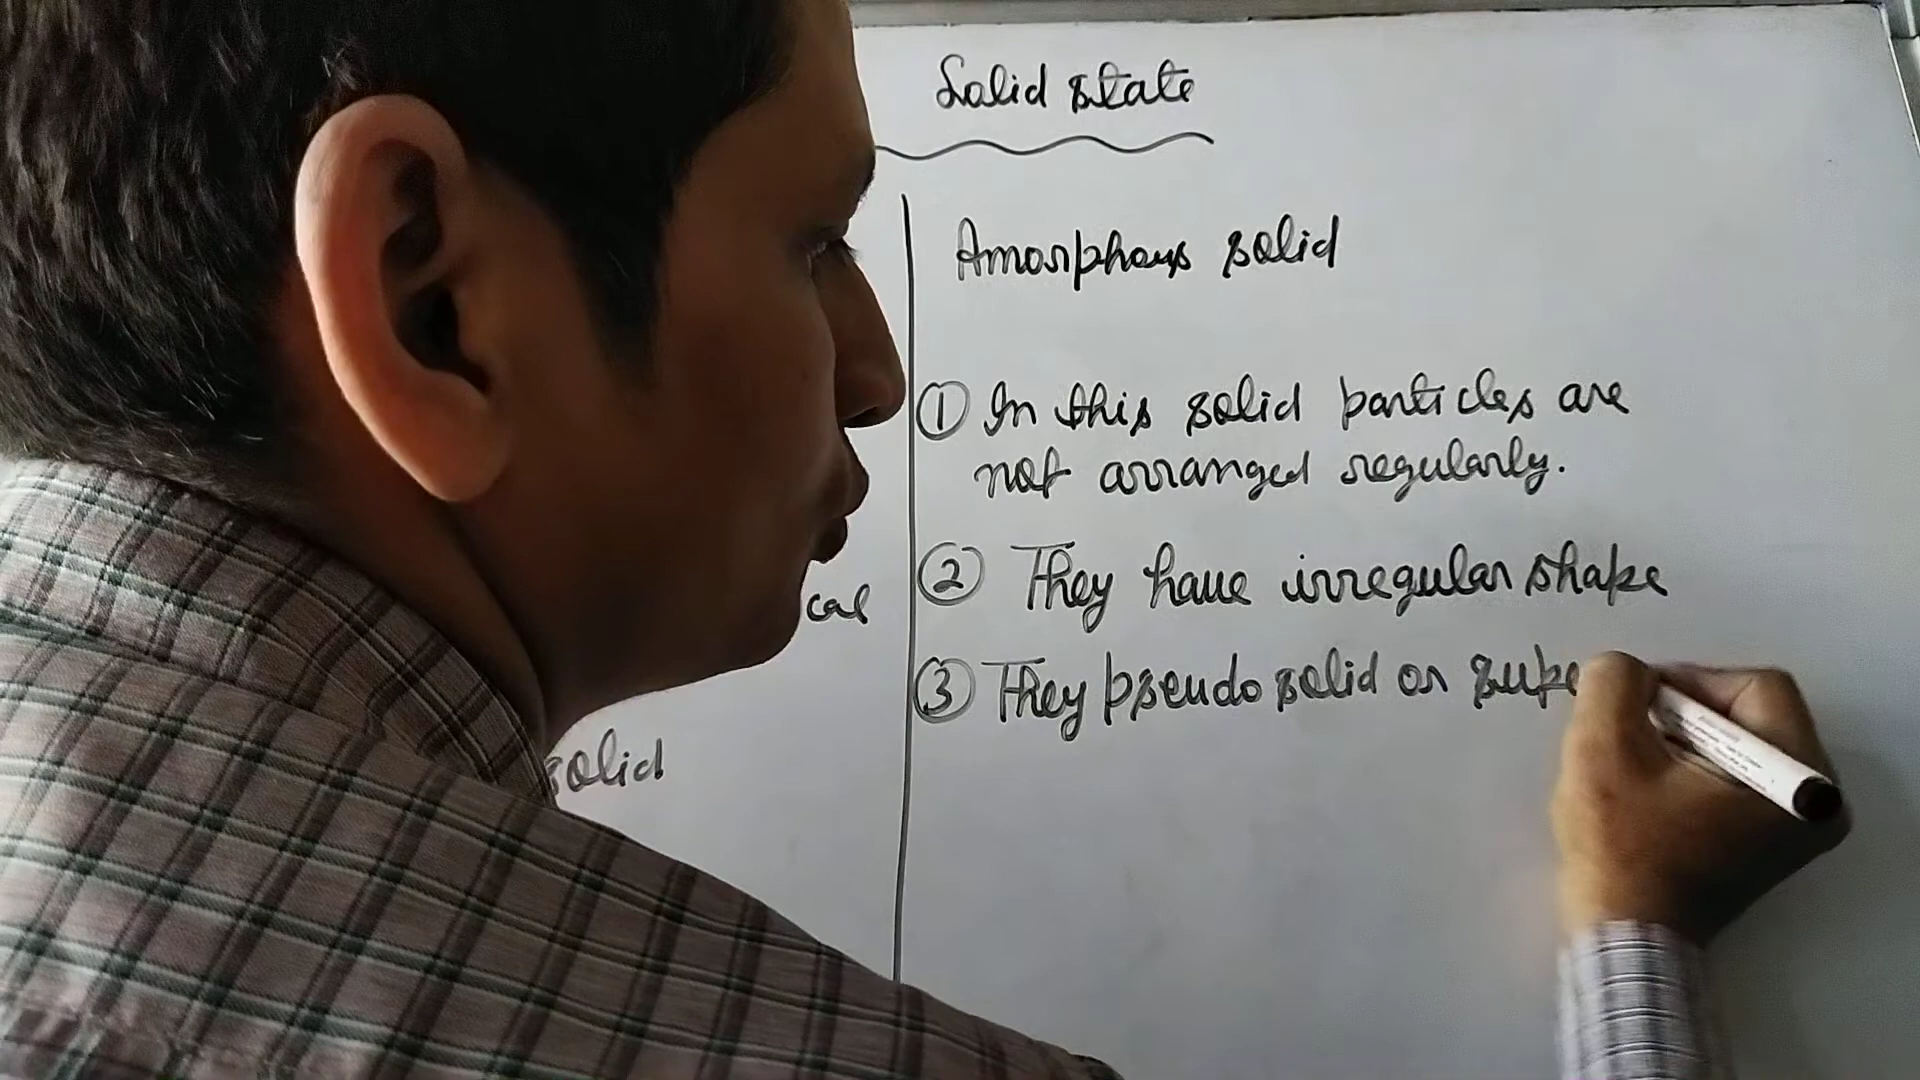 Solid state
Amorphous solid
① In this solid particles are
not arranged regularly.
② They have irregular shape
③ They pseudo solid or supe
cal
solid